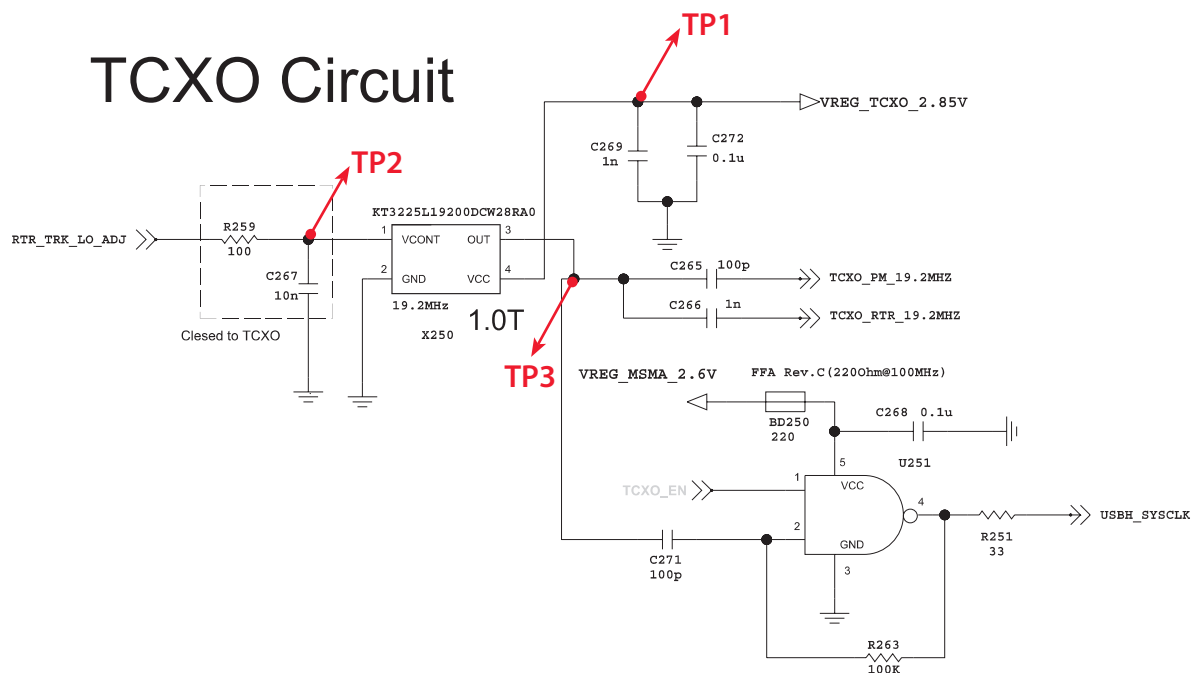 TP1
TCXO Circuit
VREG_TCXO_2.85V
C269
1n
C272
0.1u
TP2
KT3225L19200DCW28RA0
RTR_TRK_LO_ADJ
R259
100
1
VCONT
OUT
3
C267
10n
2
GND
VCC
4
19.2MHz
X250
1.0T
Clesed to TCXO
C265
100p
TCXO_PM_19.2MHZ
C266
1n
TCXO_RTR_19.2MHZ
TP3
VREG_MSMA_2.6V
FFA Rev.C(220Ohm@100MHz)
BD250
220
C268
0.1u
5
U251
TCXO_EN
1
VCC
4
2
GND
3
C271
100p
R251
33
USBH_SYSCLK
R263
100K